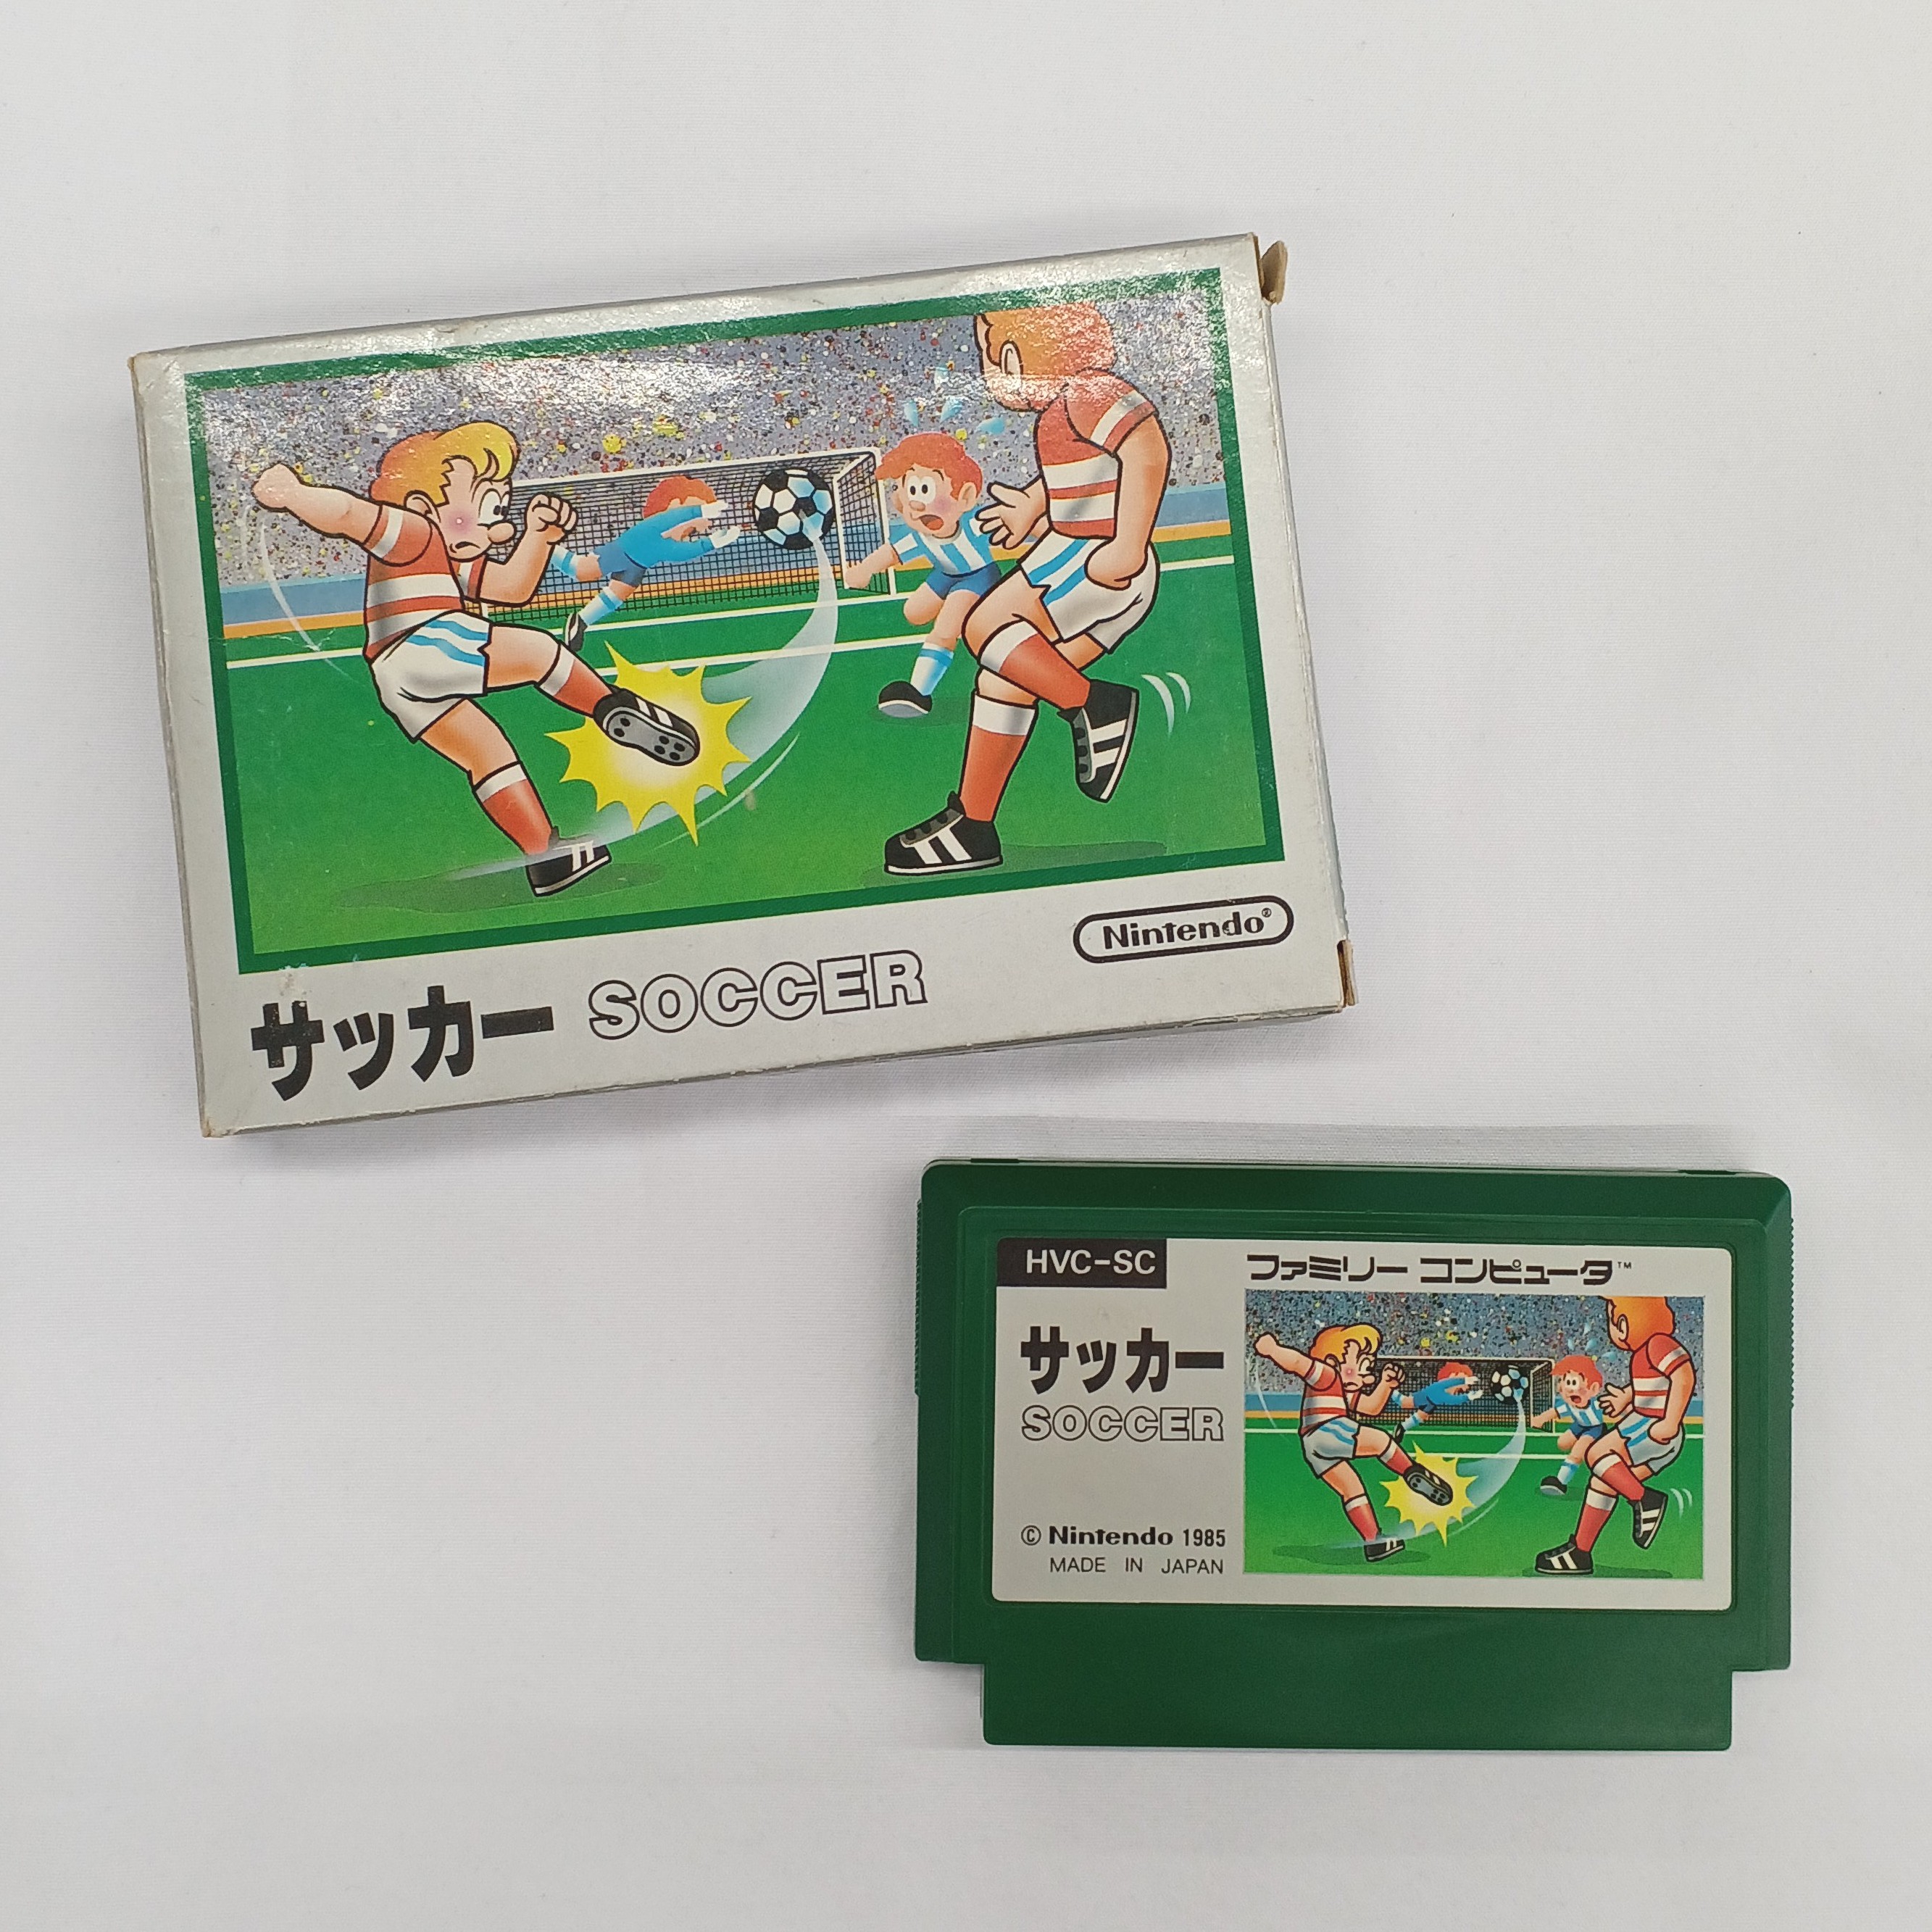 Nintendo®
サッカー SOCCER
HVC-SC
ファミリー コンピュータ™
サッカー
SOCCER
© Nintendo 1985
MADE IN JAPAN